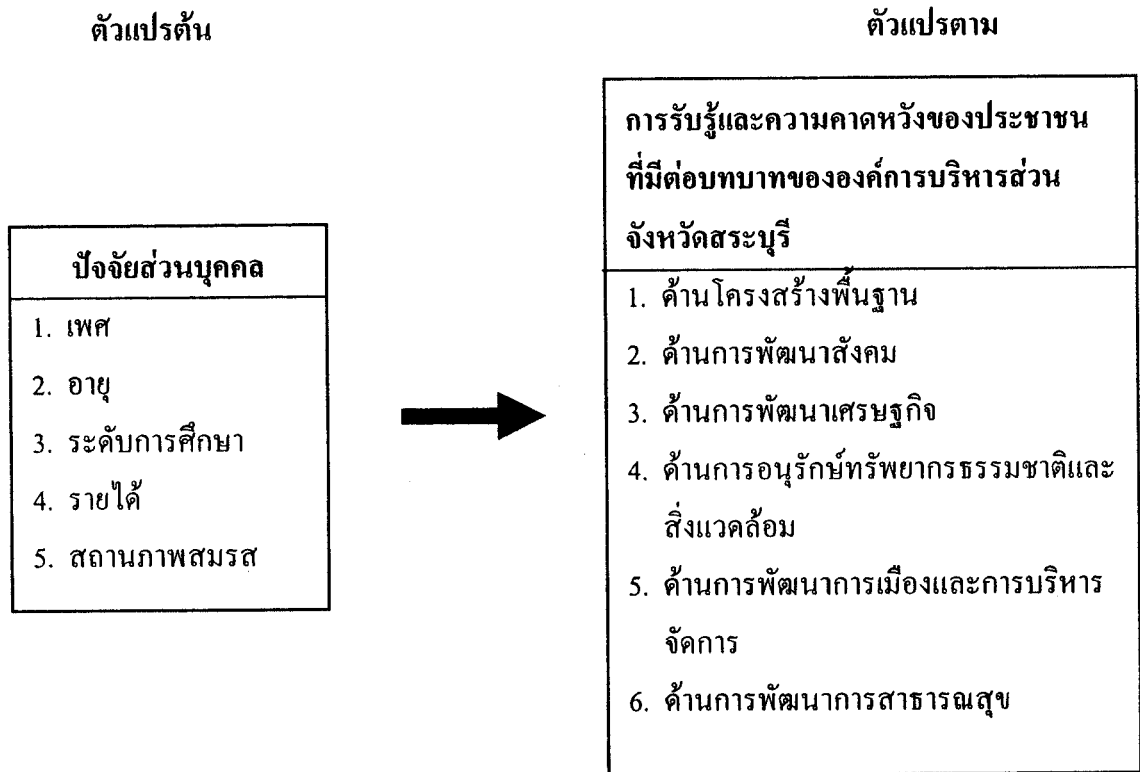 ตัวแปรต้น
ตัวแปรตาม
ปัจจัยส่วนบุคคล
1. เพศ
2. อายุ
3. ระดับการศึกษา
4. รายได้
5. สถานภาพสมรส
การรับรู้และความคาดหวังของประชาชน
ที่มีต่อบทบาทขององค์การบริหารส่วน
จังหวัดสระบุรี
1. ด้านโครงสร้างพื้นฐาน
2. ด้านการพัฒนาสังคม
3. ด้านการพัฒนาเศรษฐกิจ
4. ด้านการอนุรักษ์ทรัพยากรธรรมชาติและ
สิ่งแวดล้อม
5. ด้านการพัฒนาการเมืองและการบริหาร
จัดการ
6. ด้านการพัฒนาการสาธารณสุข